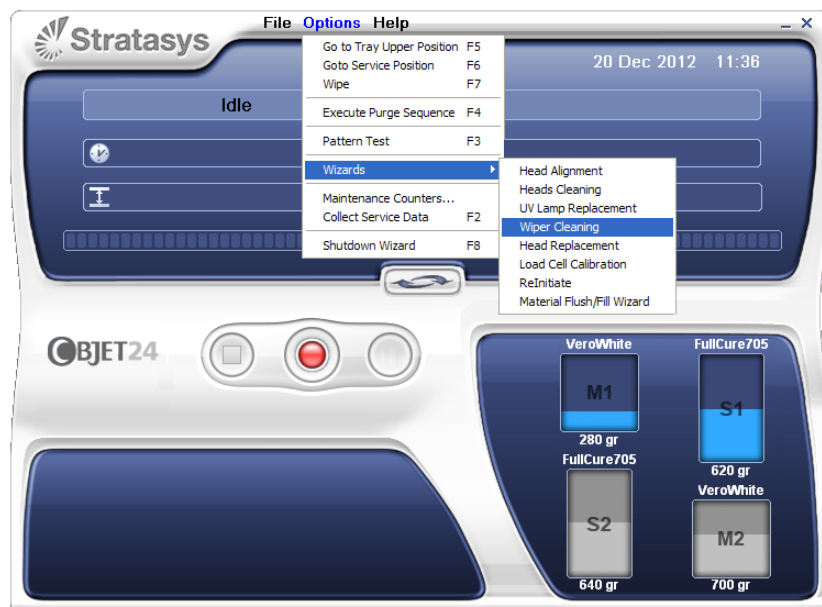 File Options Help
Stratasys
20 Dec 2012 11:36
Idle
Go to Tray Upper Position F5
Goto Service Position F6
Wipe F7
Execute Purge Sequence F4
Pattern Test F3
Wizards
Maintenance Counters...
Collect Service Data F2
Shutdown Wizard F8
Head Alignment
Heads Cleaning
UV Lamp Replacement
Wiper Cleaning
Head Replacement
Load Cell Calibration
ReInitiate
Material Flush/Fill Wizard
OBJET24
VeroWhite
M1
280 gr
FullCure705
S1
620 gr
FullCure705
S2
640 gr
VeroWhite
M2
700 gr